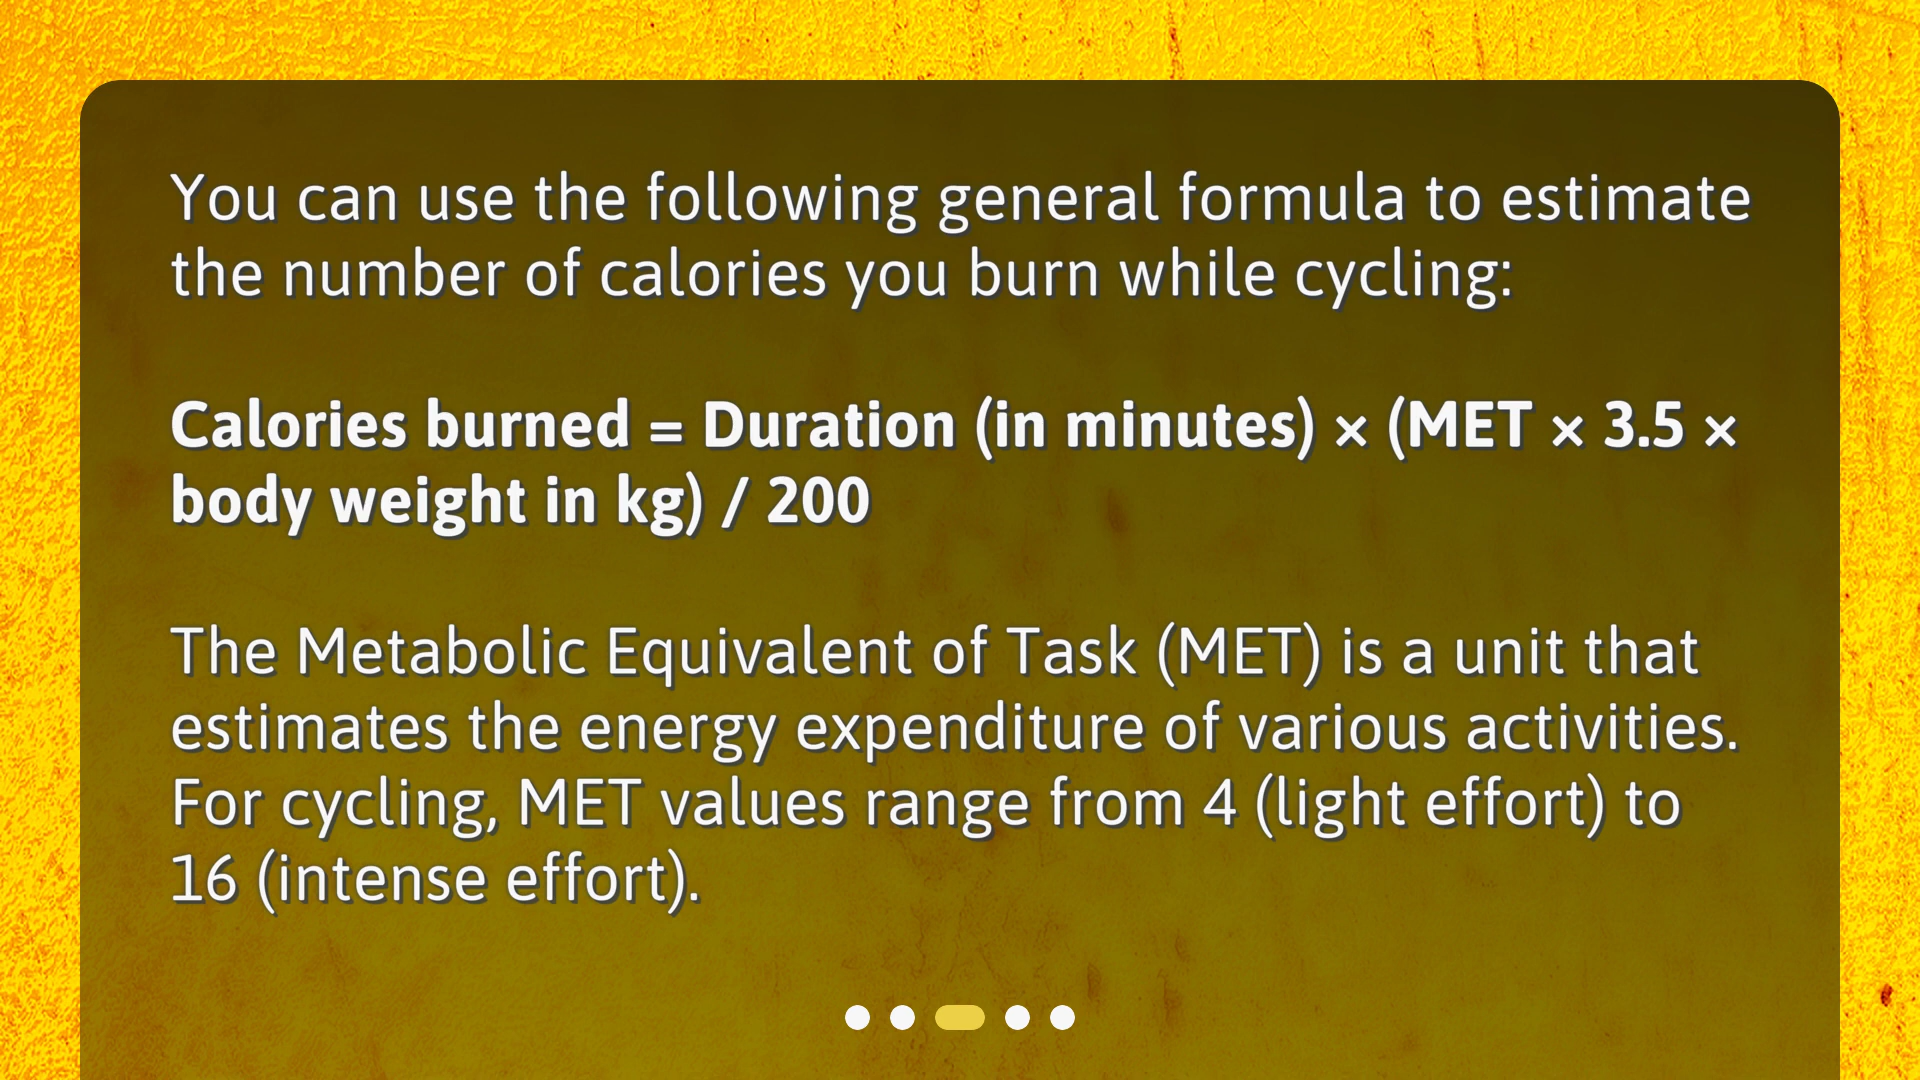 You can use the following general formula to estimate
the number of calories you burn while cycling:
Calories burned = Duration (in minutes) × (MET × 3.5 ×
body weight in kg) / 200
The Metabolic Equivalent of Task (MET) is a unit that
estimates the energy expenditure of various activities.
For cycling, MET values range from 4 (light effort) to
16 (intense effort).